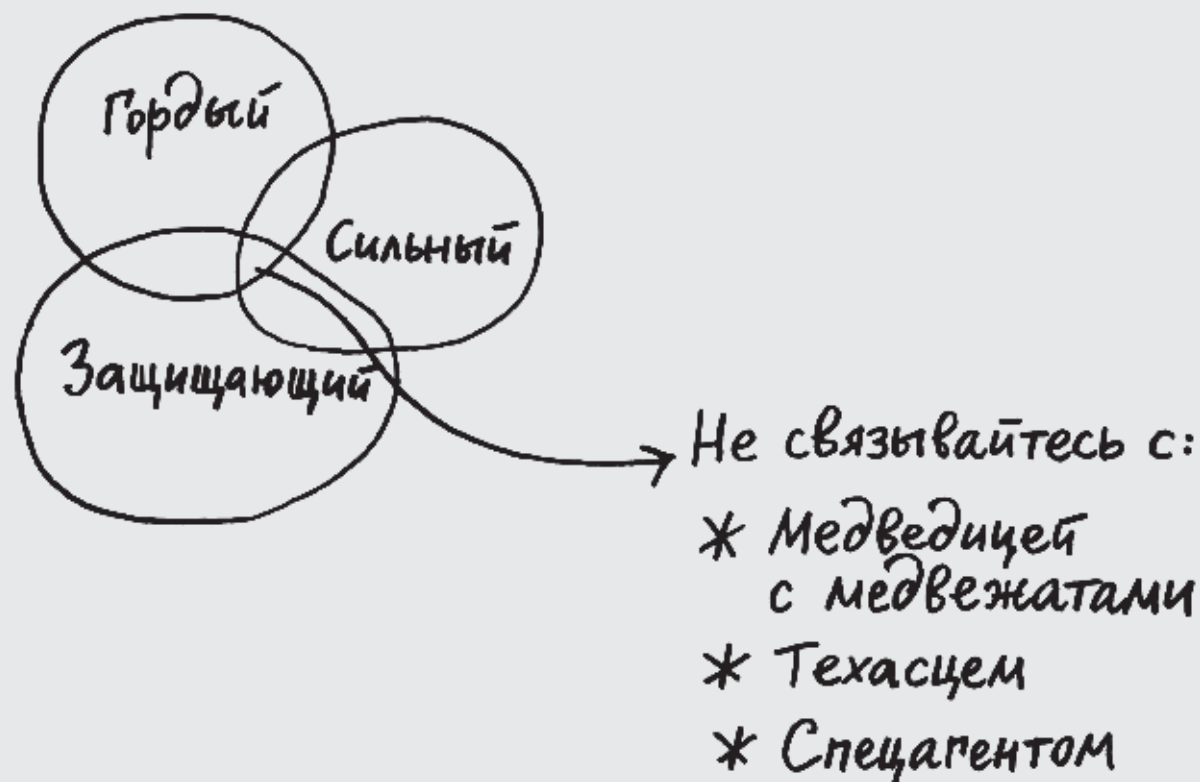 Гордый
Сильный
Защищающий
Не связывайтесь с:
* Медведицей
с медвежатами
* Техасцем
* Спецагентом